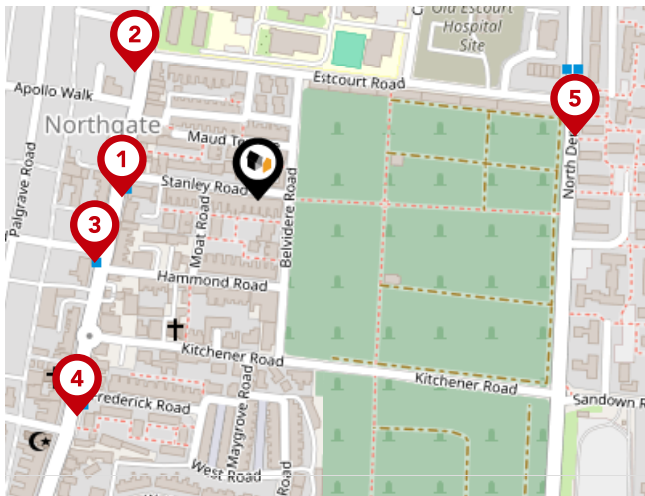 Old Escourt
Hospital
Site
2
Estcourt Road
Apollo Walk
5
Northgate
Maud
1
Stanley Road
North De
Palgrave Road
Belvidere Road
Moat Road
3
Hammond Road
Kitchener Road
Kitchener Road
4
Frederick Road
Sandown R
Maygrove Road
West Road
Road